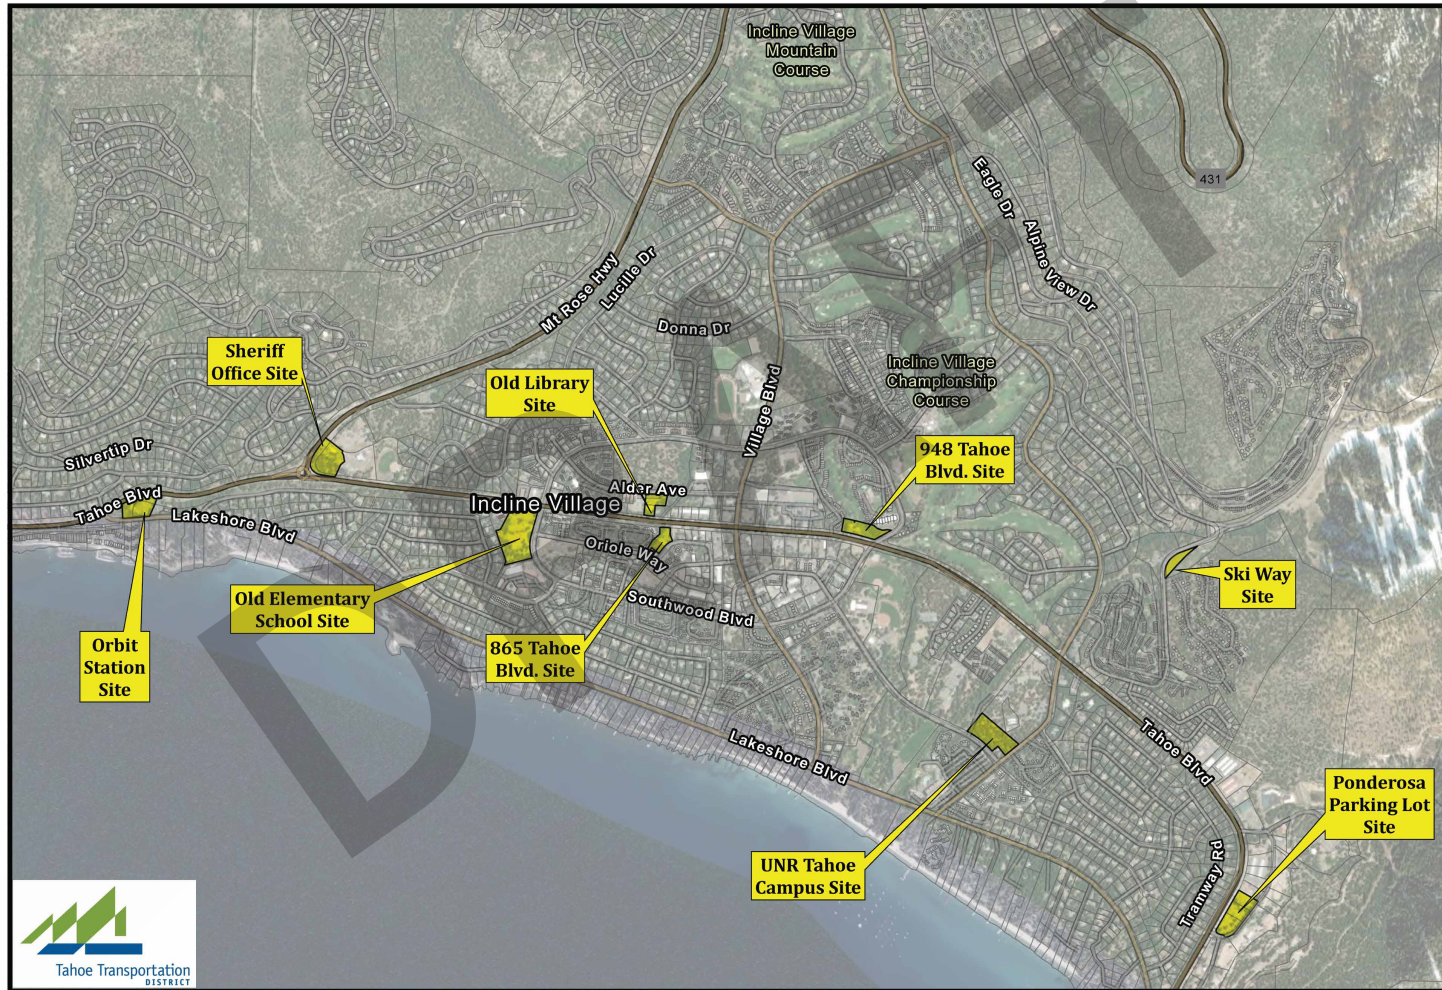 Incline Village
Mountain
Course
431
Eagle Dr
Alpine View Dr
Mt Rose Hwy
Lucille Dr
Donna Dr
Village Blvd
Incline Village
Championship
Course
Sheriff
Office Site
Old Library
Site
948 Tahoe
Blvd. Site
Silvertip Dr
Alder Ave
Incline Village
Tahoe Blvd
Lakeshore Blvd
Oriole Way
Southwood Blvd
Old Elementary
School Site
865 Tahoe
Blvd. Site
Ski Way
Site
Orbit
Station
Site
Lakeshore Blvd
Tahoe Blvd
Ponderosa
Parking Lot
Site
UNR Tahoe
Campus Site
Tramway Rd
Tahoe Transportation
DISTRICT
DRAFT